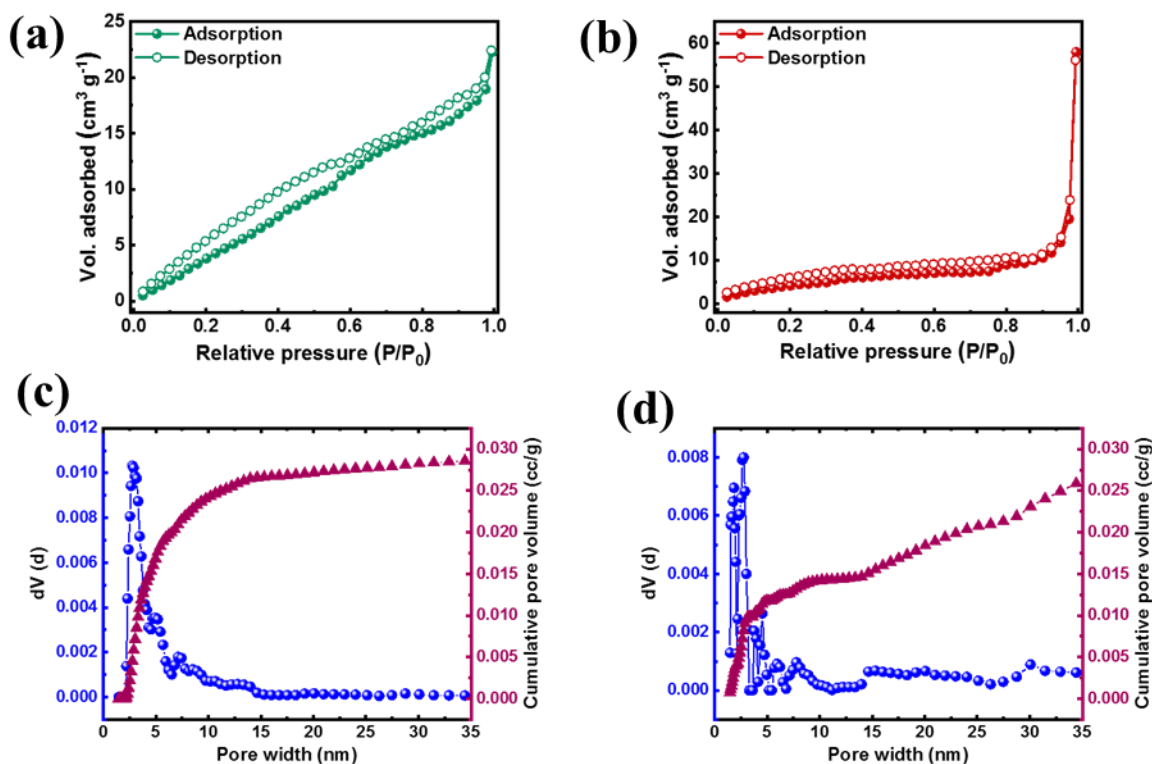 (a)
Adsorption
Desorption
Vol. adsorbed (cm³ g⁻¹)
25
20
15
10
5
0
0.0 0.2 0.4 0.6 0.8 1.0
Relative pressure (P/P₀)
(b)
Adsorption
Desorption
Vol. adsorbed (cm³ g⁻¹)
60
50
40
30
20
10
0
0.0 0.2 0.4 0.6 0.8 1.0
Relative pressure (P/P₀)
(c)
dV (d)
0.012
0.010
0.008
0.006
0.004
0.002
0.000
0 5 10 15 20 25 30 35
Pore width (nm)
0.030
0.025
0.020
0.015
0.010
0.005
0.000
Cumulative pore volume (cc/g)
(d)
dV (d)
0.008
0.006
0.004
0.002
0.000
0 5 10 15 20 25 30 35
Pore width (nm)
0.030
0.025
0.020
0.015
0.010
0.005
0.000
Cumulative pore volume (cc/g)